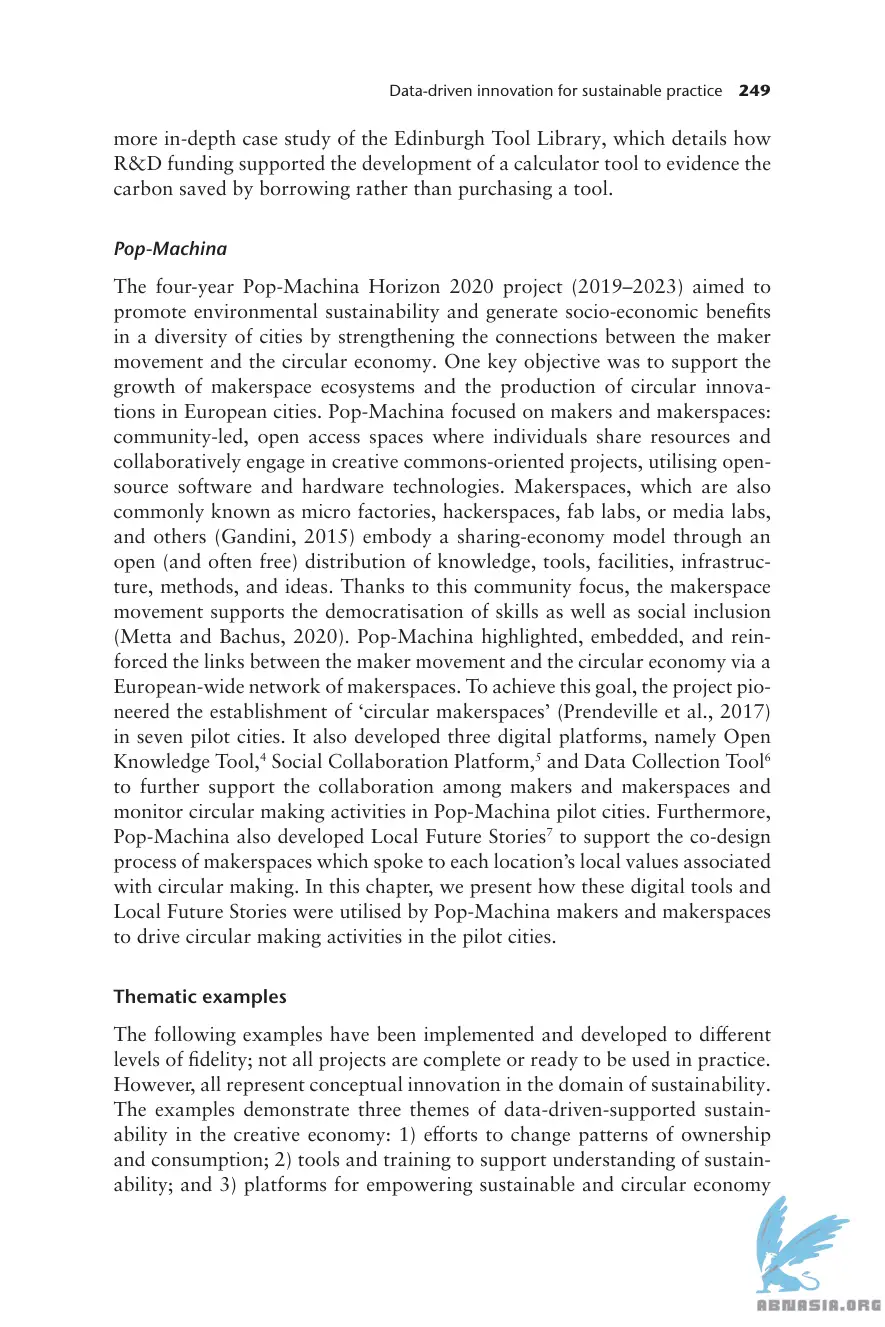 Data-driven innovation for sustainable practice 249
more in-depth case study of the Edinburgh Tool Library, which details how
R&D funding supported the development of a calculator tool to evidence the
carbon saved by borrowing rather than purchasing a tool.
Pop-Machina
The four-year Pop-Machina Horizon 2020 project (2019–2023) aimed to
promote environmental sustainability and generate socio-economic benefits
in a diversity of cities by strengthening the connections between the maker
movement and the circular economy. One key objective was to support the
growth of makerspace ecosystems and the production of circular innova-
tions in European cities. Pop-Machina focused on makers and makerspaces:
community-led, open access spaces where individuals share resources and
collaboratively engage in creative commons-oriented projects, utilising open-
source software and hardware technologies. Makerspaces, which are also
commonly known as micro factories, hackerspaces, fab labs, or media labs,
and others (Gandini, 2015) embody a sharing-economy model through an
open (and often free) distribution of knowledge, tools, facilities, infrastruc-
ture, methods, and ideas. Thanks to this community focus, the makerspace
movement supports the democratisation of skills as well as social inclusion
(Metta and Bachus, 2020). Pop-Machina highlighted, embedded, and rein-
forced the links between the maker movement and the circular economy via a
European-wide network of makerspaces. To achieve this goal, the project pio-
neered the establishment of ‘circular makerspaces’ (Prendeville et al., 2017)
in seven pilot cities. It also developed three digital platforms, namely Open
Knowledge Tool,⁴ Social Collaboration Platform,⁵ and Data Collection Tool⁶
to further support the collaboration among makers and makerspaces and
monitor circular making activities in Pop-Machina pilot cities. Furthermore,
Pop-Machina also developed Local Future Stories⁷ to support the co-design
process of makerspaces which spoke to each location’s local values associated
with circular making. In this chapter, we present how these digital tools and
Local Future Stories were utilised by Pop-Machina makers and makerspaces
to drive circular making activities in the pilot cities.
Thematic examples
The following examples have been implemented and developed to different
levels of fidelity; not all projects are complete or ready to be used in practice.
However, all represent conceptual innovation in the domain of sustainability.
The examples demonstrate three themes of data-driven-supported sustain-
ability in the creative economy: 1) efforts to change patterns of ownership
and consumption; 2) tools and training to support understanding of sustain-
ability; and 3) platforms for empowering sustainable and circular economy
ABNASIA.ORG